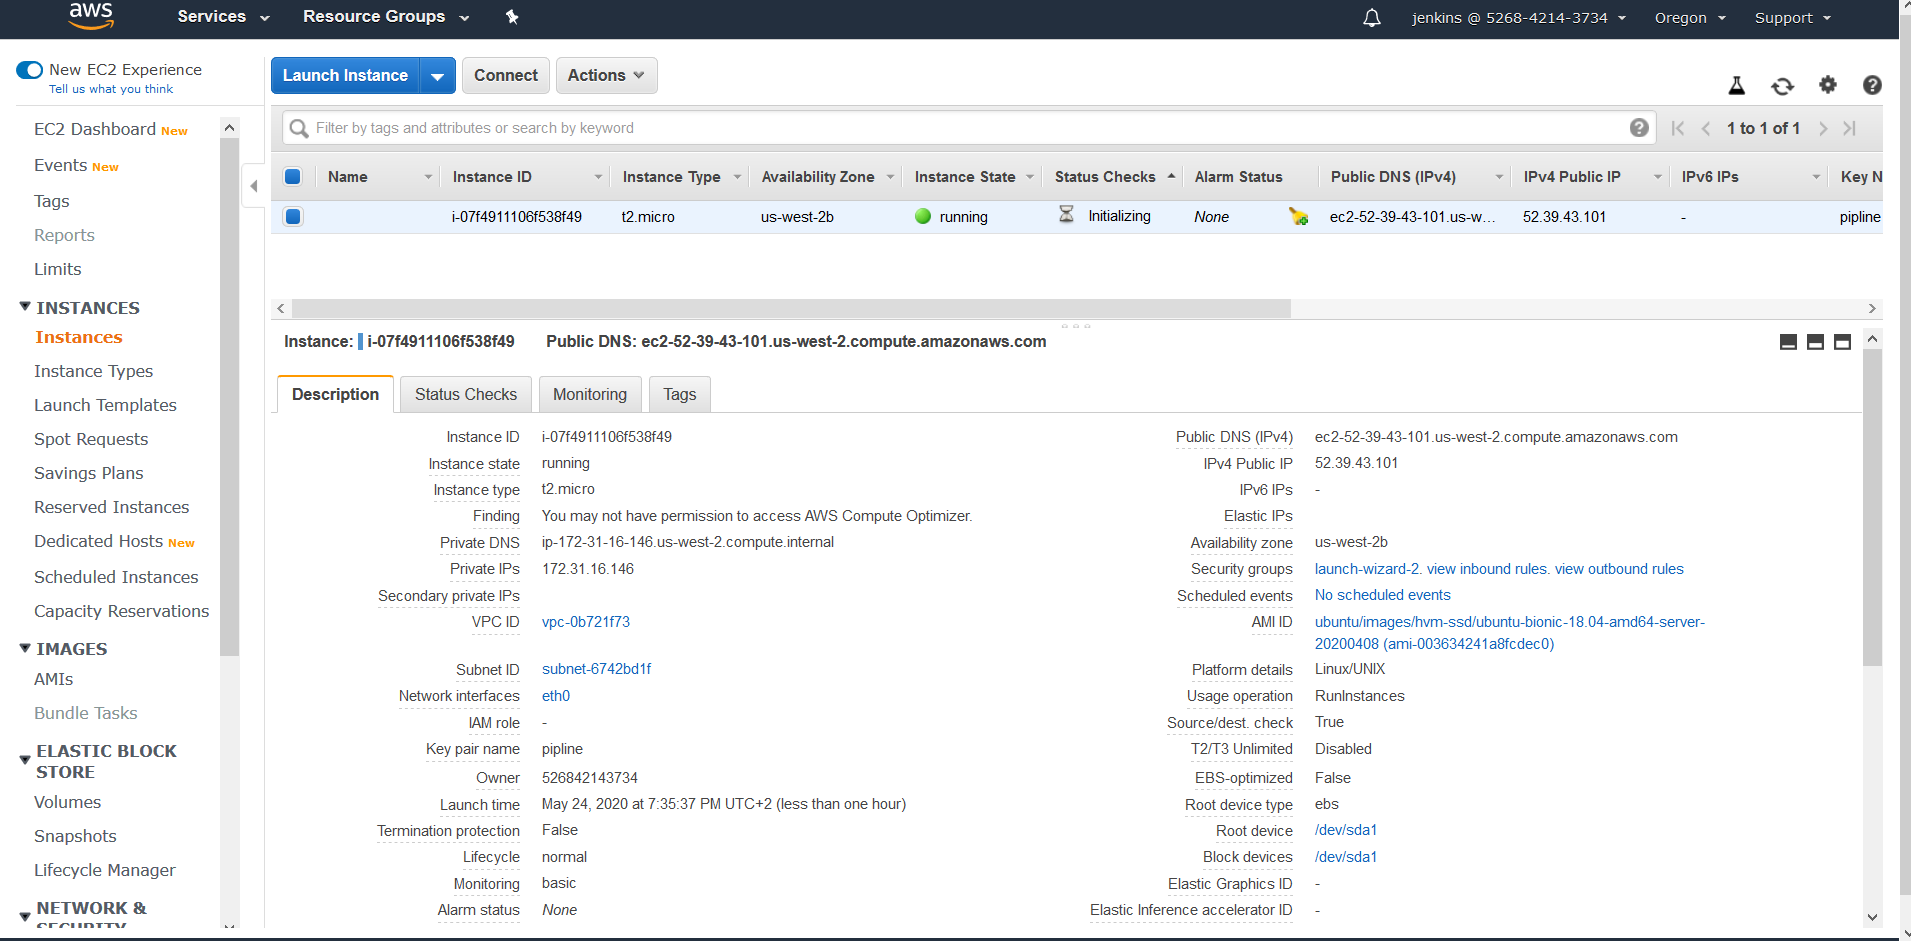 aws Services Resource Groups jenkins @ 5268-4214-3734 Oregon Support
New EC2 Experience
Tell us what you think
EC2 Dashboard New
Events New
Tags
Reports
Limits
INSTANCES
Instances
Instance Types
Launch Templates
Spot Requests
Savings Plans
Reserved Instances
Dedicated Hosts New
Scheduled Instances
Capacity Reservations
IMAGES
AMIs
Bundle Tasks
ELASTIC BLOCK
STORE
Volumes
Snapshots
Lifecycle Manager
NETWORK &
SECURITY
Launch Instance Connect Actions
Filter by tags and attributes or search by keyword 1 to 1 of 1
Name Instance ID Instance Type Availability Zone Instance State Status Checks Alarm Status Public DNS (IPv4) IPv4 Public IP IPv6 IPs Key N
i-07f4911106f538f49 t2.micro us-west-2b running Initializing None ec2-52-39-43-101.us-w... 52.39.43.101 - pipline
Instance: i-07f4911106f538f49 Public DNS: ec2-52-39-43-101.us-west-2.compute.amazonaws.com
Description Status Checks Monitoring Tags
Instance ID i-07f4911106f538f49
Instance state running
Instance type t2.micro
Finding You may not have permission to access AWS Compute Optimizer.
Private DNS ip-172-31-16-146.us-west-2.compute.internal
Private IPs 172.31.16.146
Secondary private IPs
VPC ID vpc-0b721f73
Subnet ID subnet-6742bd1f
Network interfaces eth0
IAM role -
Key pair name pipline
Owner 526842143734
Launch time May 24, 2020 at 7:35:37 PM UTC+2 (less than one hour)
Termination protection False
Lifecycle normal
Monitoring basic
Alarm status None
Public DNS (IPv4) ec2-52-39-43-101.us-west-2.compute.amazonaws.com
IPv4 Public IP 52.39.43.101
IPv6 IPs -
Elastic IPs
Availability zone us-west-2b
Security groups launch-wizard-2. view inbound rules. view outbound rules
Scheduled events No scheduled events
AMI ID ubuntu/images/hvm-ssd/ubuntu-bionic-18.04-amd64-server-
20200408 (ami-003634241a8fcdec0)
Platform details Linux/UNIX
Usage operation RunInstances
Source/dest. check True
T2/T3 Unlimited Disabled
EBS-optimized False
Root device type ebs
Root device /dev/sda1
Block devices /dev/sda1
Elastic Graphics ID -
Elastic Inference accelerator ID -